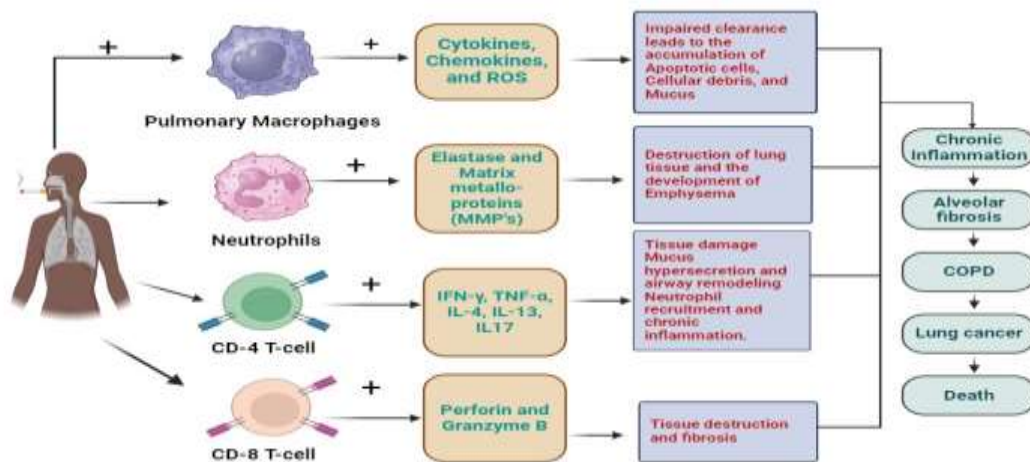 +
+
Cytokines,
Chemokines,
and ROS
Impaired clearance
leads to the
accumulation of
Apoptotic cells,
Cellular debris, and
Mucus
Pulmonary Macrophages
+
Elastase and
Matrix
metallo-
proteins
(MMP's)
Destruction of lung
tissue and the
development of
Emphysema
Neutrophils
+
IFN-γ, TNF-α,
IL-4, IL-13,
IL17
Tissue damage
Mucus
hypersecretion and
airway remodeling
Neutrophil
recruitment and
chronic
inflammation.
CD-4 T-cell
+
Perforin and
Granzyme B
Tissue destruction
and fibrosis
CD-8 T-cell
Chronic
Inflammation
Alveolar
fibrosis
COPD
Lung cancer
Death